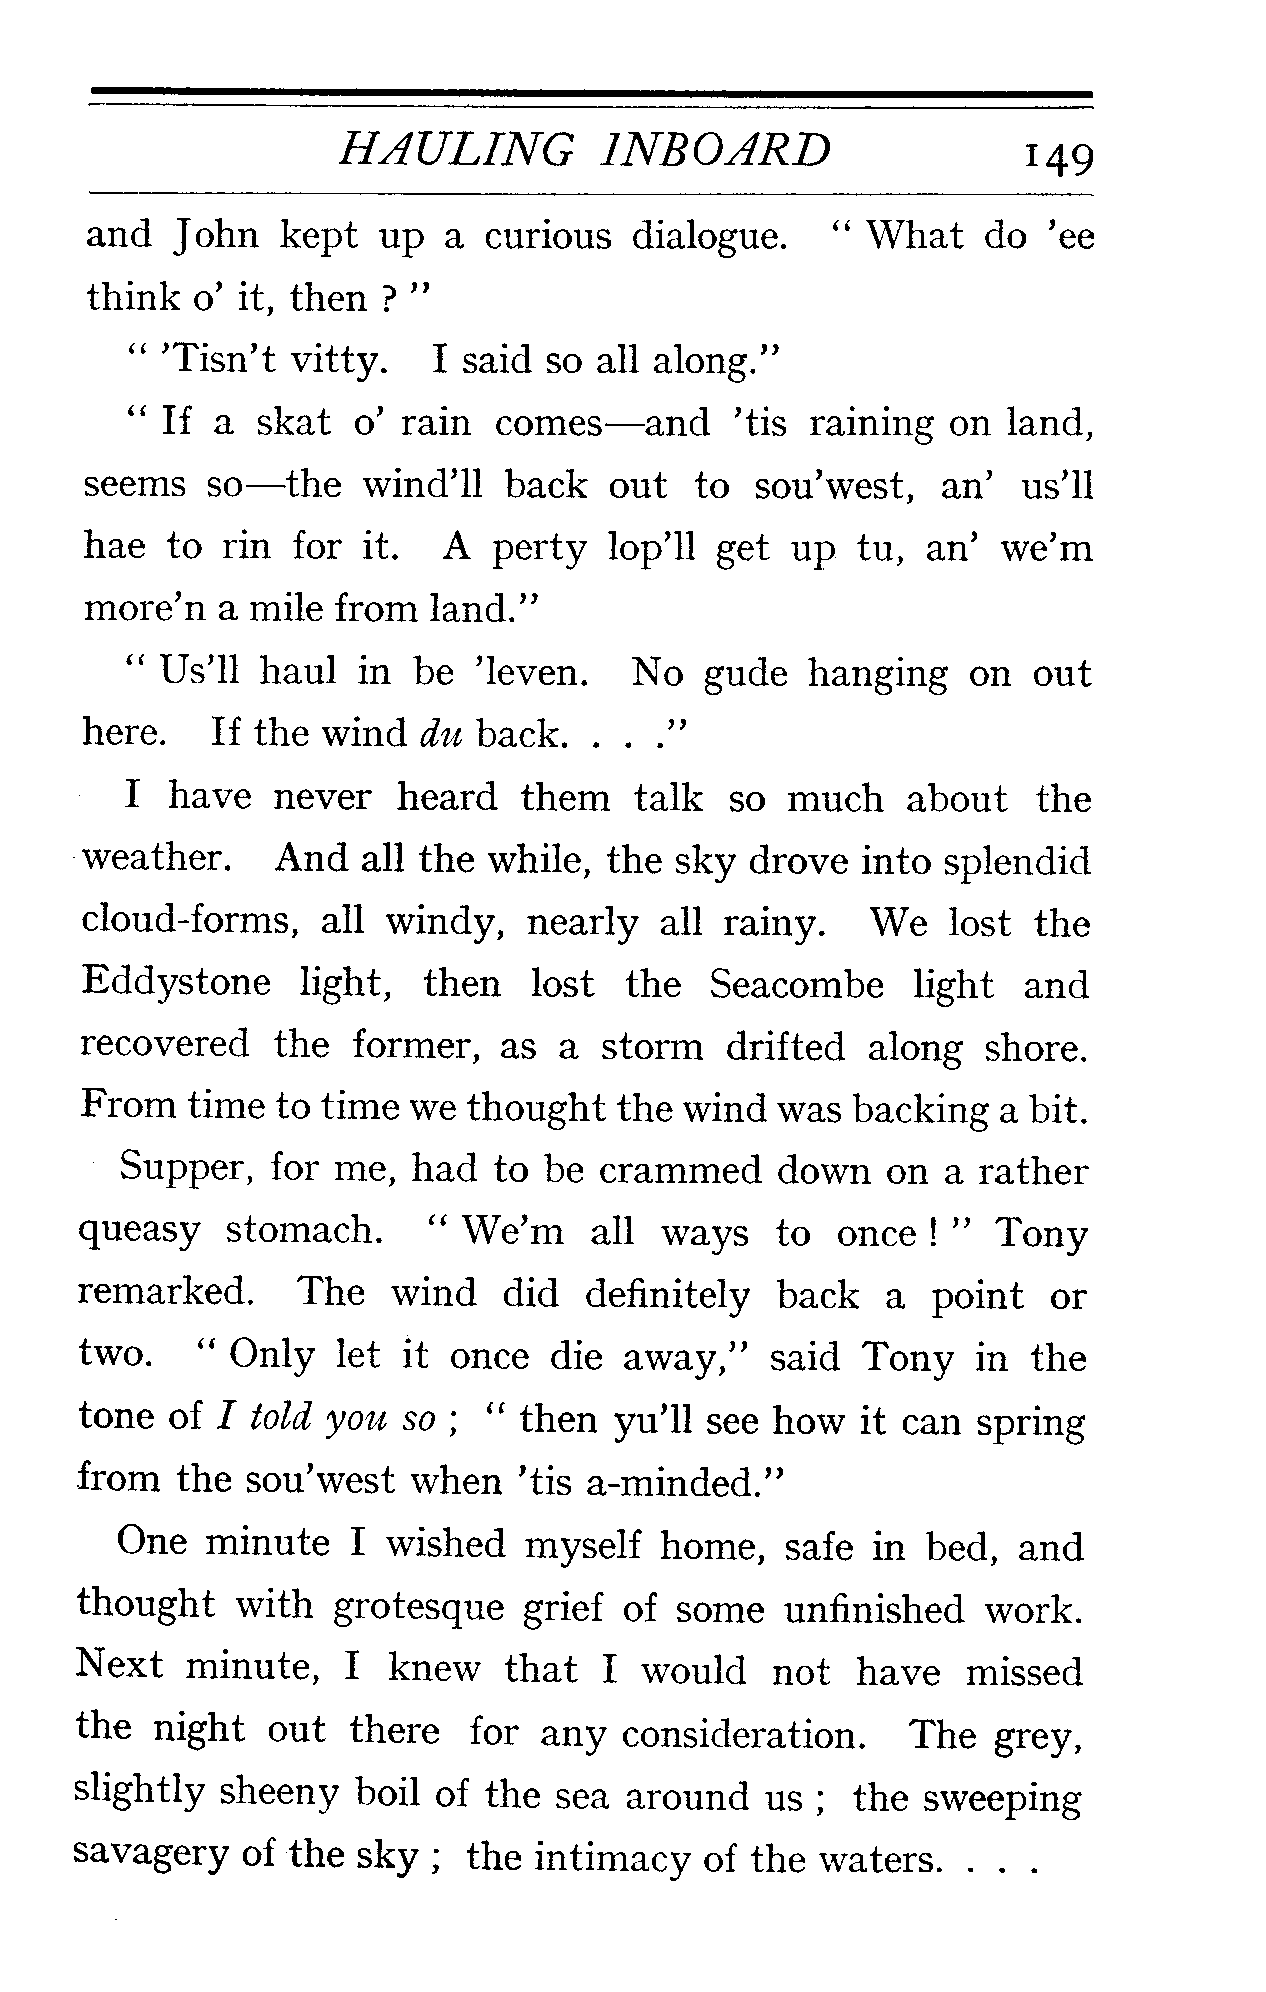 HAULING INBOARD 149
and John kept up a curious dialogue. “ What do 'ee
think o' it, then ? ”
“ 'Tisn't vitty. I said so all along.”
“ If a skat o' rain comes—and 'tis raining on land,
seems so—the wind'll back out to sou'west, an' us'll
hae to rin for it. A perty lop'll get up tu, an' we'm
more'n a mile from land.”
“ Us'll haul in be 'leven. No gude hanging on out
here. If the wind du back. . . .”
I have never heard them talk so much about the
weather. And all the while, the sky drove into splendid
cloud-forms, all windy, nearly all rainy. We lost the
Eddystone light, then lost the Seacombe light and
recovered the former, as a storm drifted along shore.
From time to time we thought the wind was backing a bit.
Supper, for me, had to be crammed down on a rather
queasy stomach. “ We'm all ways to once ! ” Tony
remarked. The wind did definitely back a point or
two. “ Only let it once die away,” said Tony in the
tone of I told you so ; “ then yu'll see how it can spring
from the sou'west when 'tis a-minded.”
One minute I wished myself home, safe in bed, and
thought with grotesque grief of some unfinished work.
Next minute, I knew that I would not have missed
the night out there for any consideration. The grey,
slightly sheeny boil of the sea around us ; the sweeping
savagery of the sky ; the intimacy of the waters. . . .